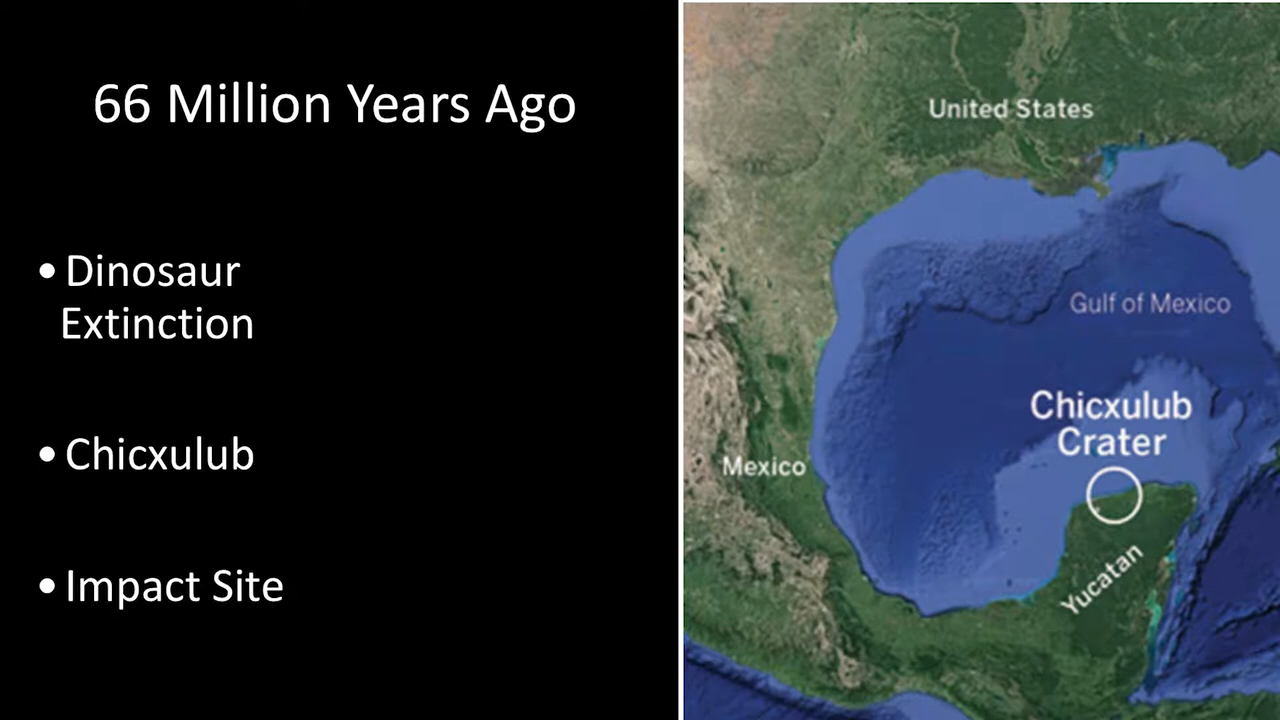 66 Million Years Ago
• Dinosaur
Extinction
• Chicxulub
• Impact Site
United States
Gulf of Mexico
Chicxulub
Crater
Mexico
Yucatan